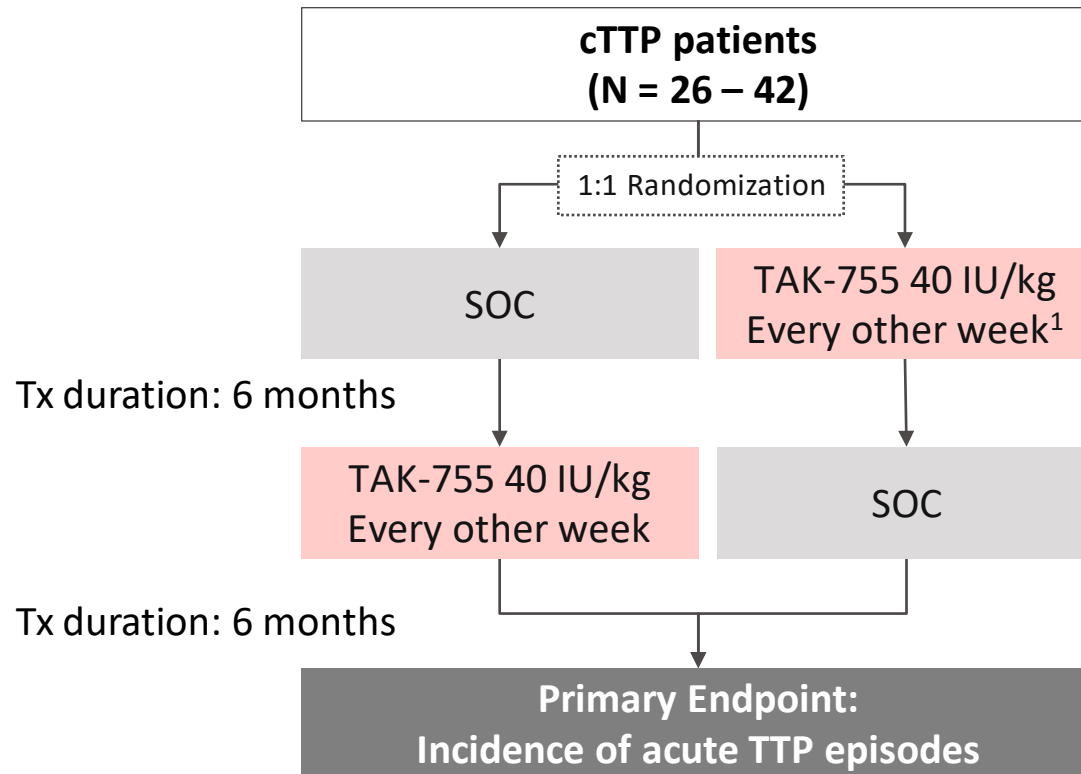 cTTP patients
(N = 26 – 42)
1:1 Randomization
SOC
TAK-755 40 IU/kg
Every other week¹
Tx duration: 6 months
TAK-755 40 IU/kg
Every other week
SOC
Tx duration: 6 months
Primary Endpoint:
Incidence of acute TTP episodes